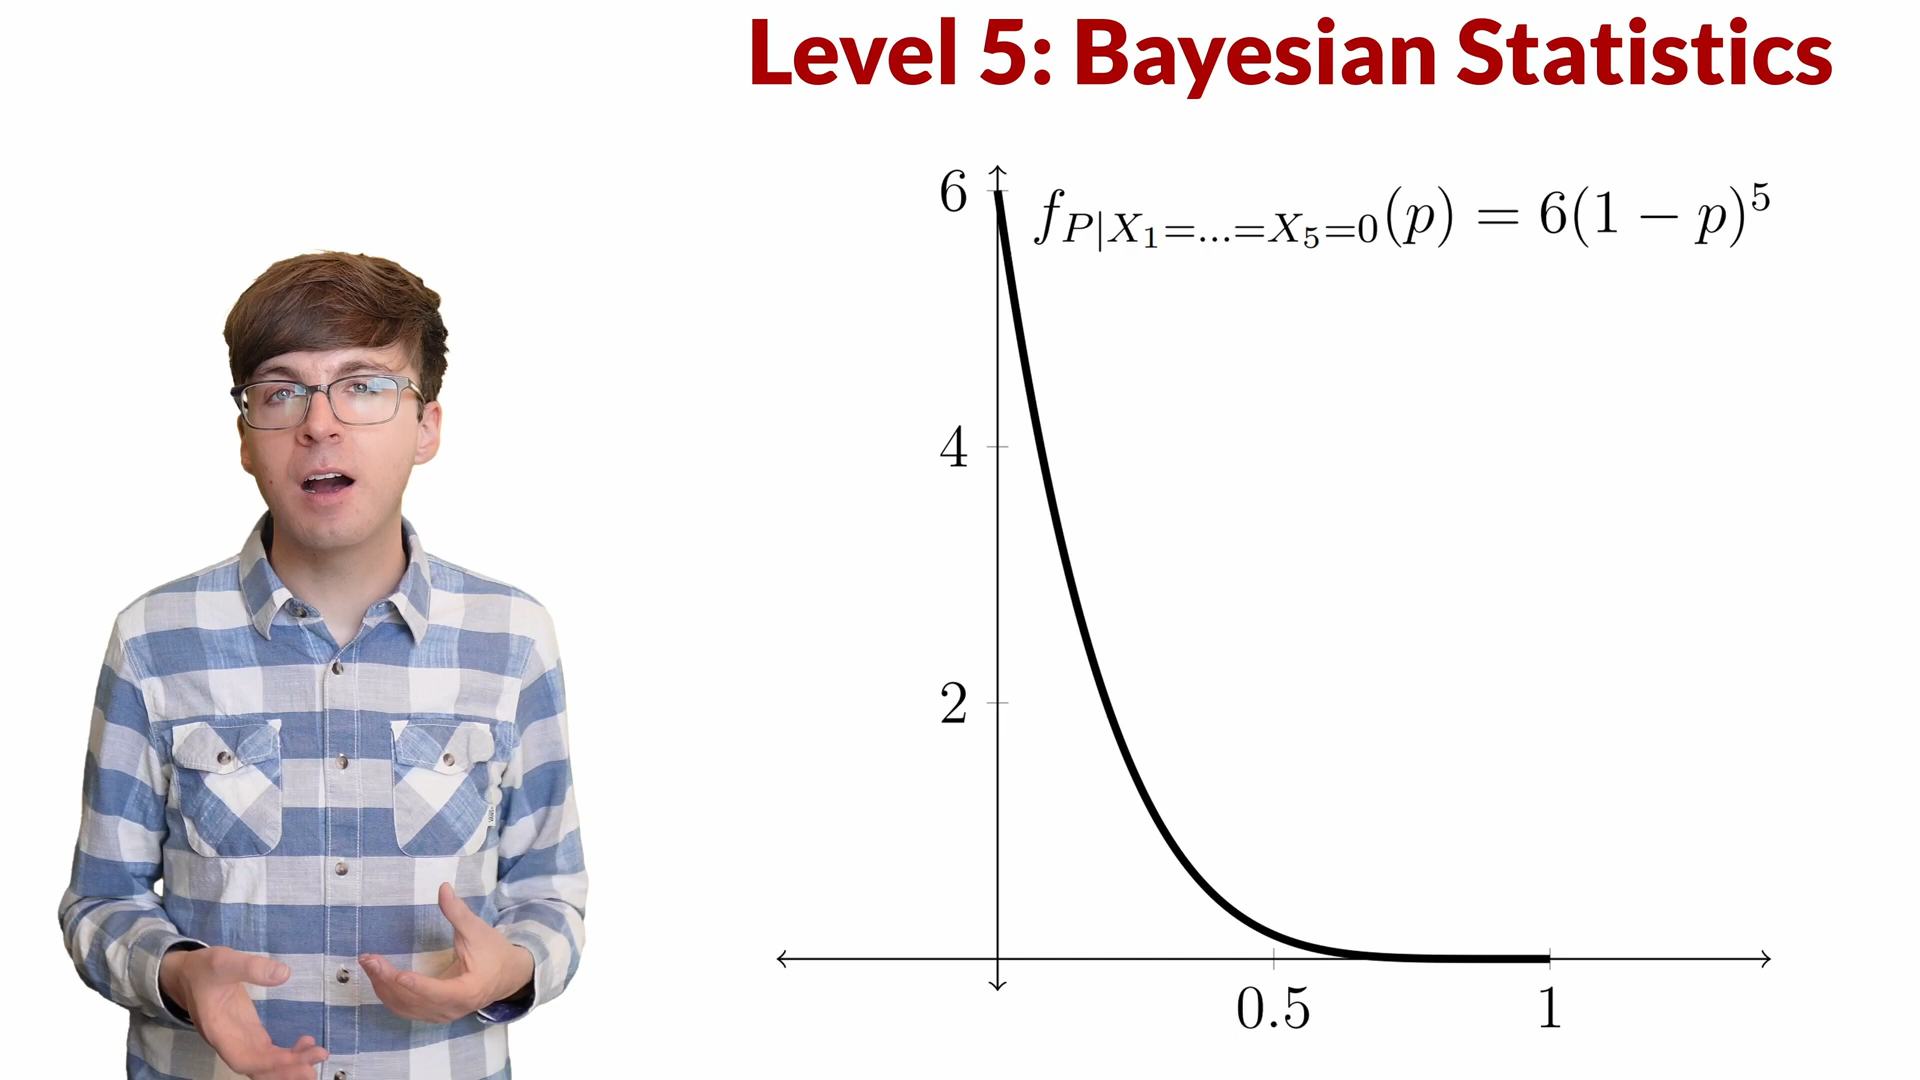 Level 5: Bayesian Statistics
6
f_{P|X_1=...=X_5=0}(p) = 6(1 − p)^5
4
2
0.5
1